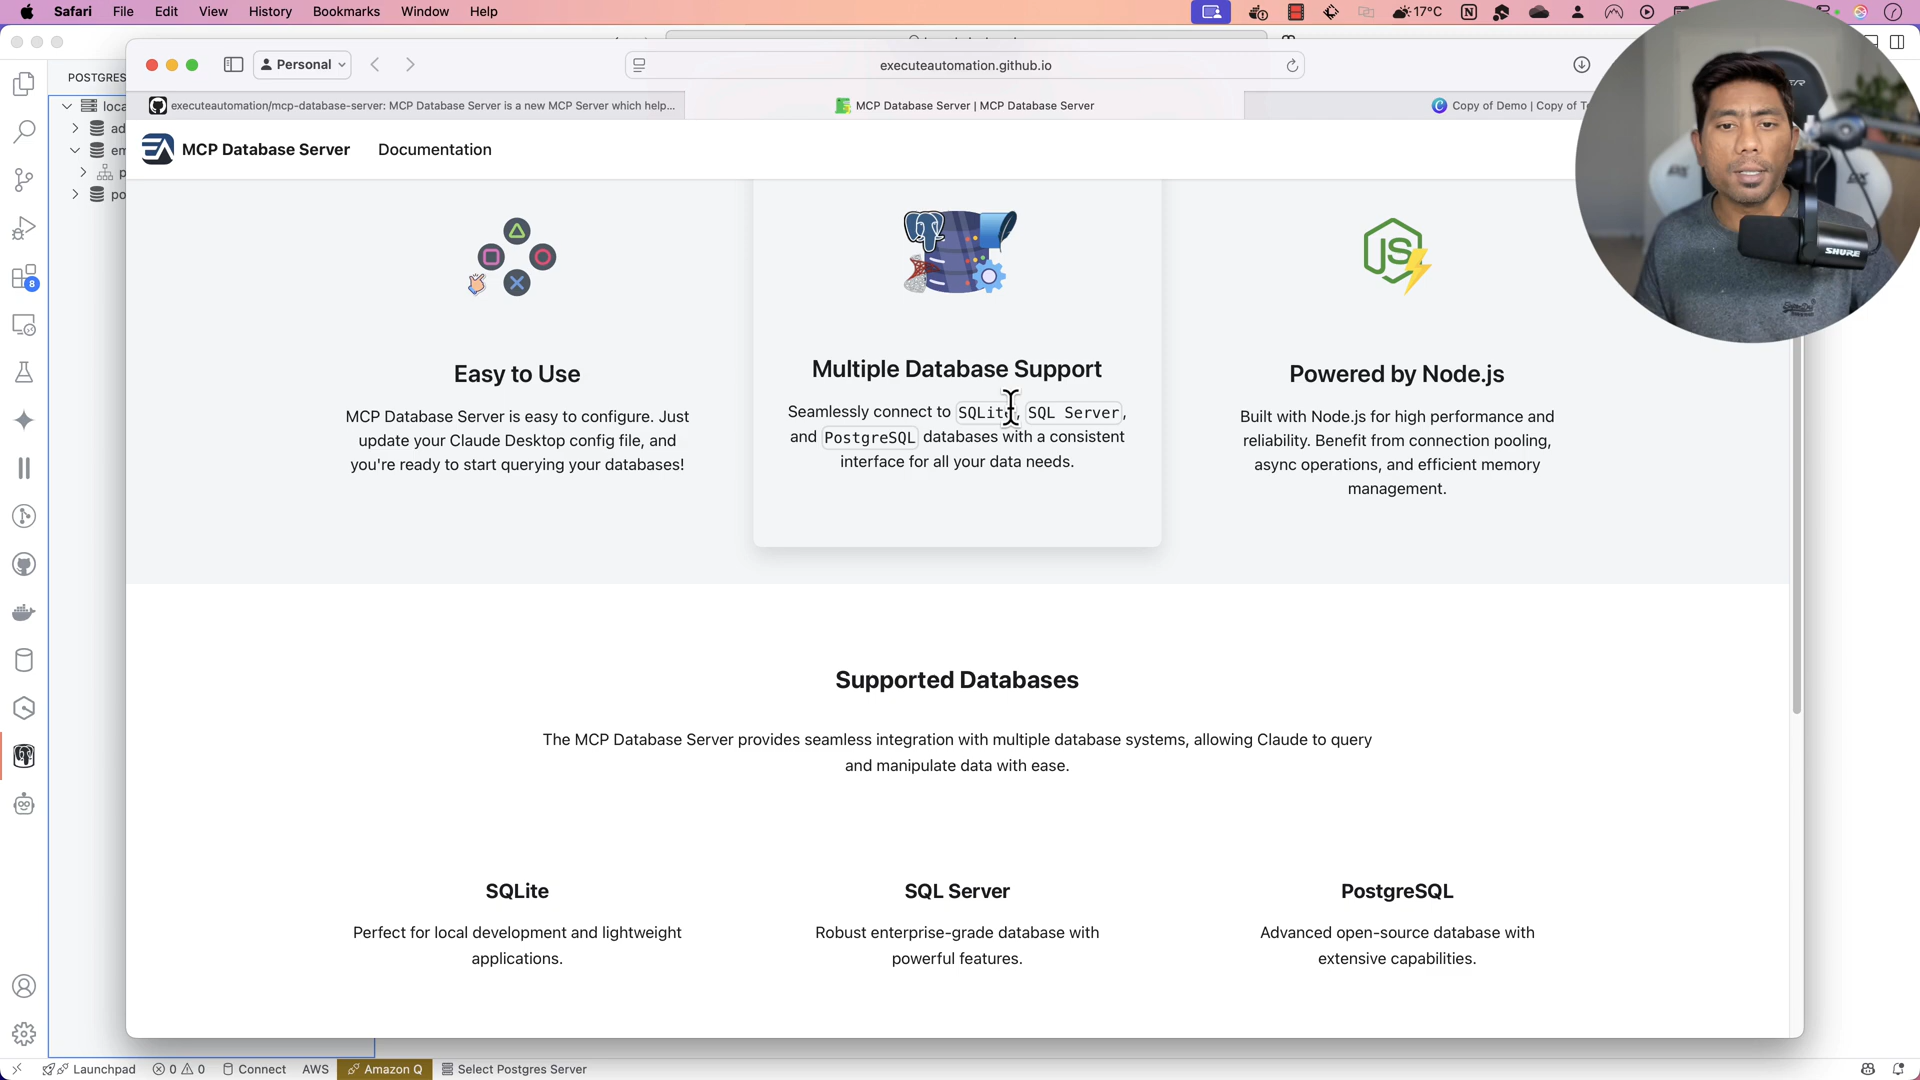 Safari File Edit View History Bookmarks Window Help
17°C
Personal
executeautomation.github.io
executeautomation/mcp-database-server: MCP Database Server is a new MCP Server which help...
MCP Database Server | MCP Database Server
Copy of Demo | Copy of
POSTGRES
MCP Database Server Documentation
8
Easy to Use
MCP Database Server is easy to configure. Just
update your Claude Desktop config file, and
you're ready to start querying your databases!
Multiple Database Support
Seamlessly connect to SQLite, SQL Server,
and PostgreSQL databases with a consistent
interface for all your data needs.
JS
Powered by Node.js
Built with Node.js for high performance and
reliability. Benefit from connection pooling,
async operations, and efficient memory
management.
SHURE
Supported Databases
The MCP Database Server provides seamless integration with multiple database systems, allowing Claude to query
and manipulate data with ease.
SQLite
Perfect for local development and lightweight
applications.
SQL Server
Robust enterprise-grade database with
powerful features.
PostgreSQL
Advanced open-source database with
extensive capabilities.
Launchpad 0 0 Connect AWS Amazon Q Select Postgres Server